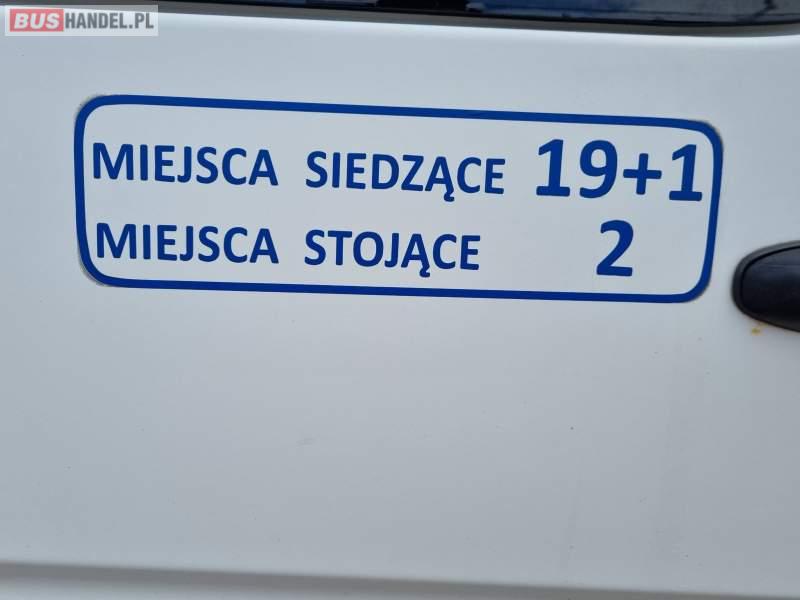 BUSHANDEL.PL
MIEJSCA SIEDZĄCE 19+1
MIEJSCA STOJĄCE 2